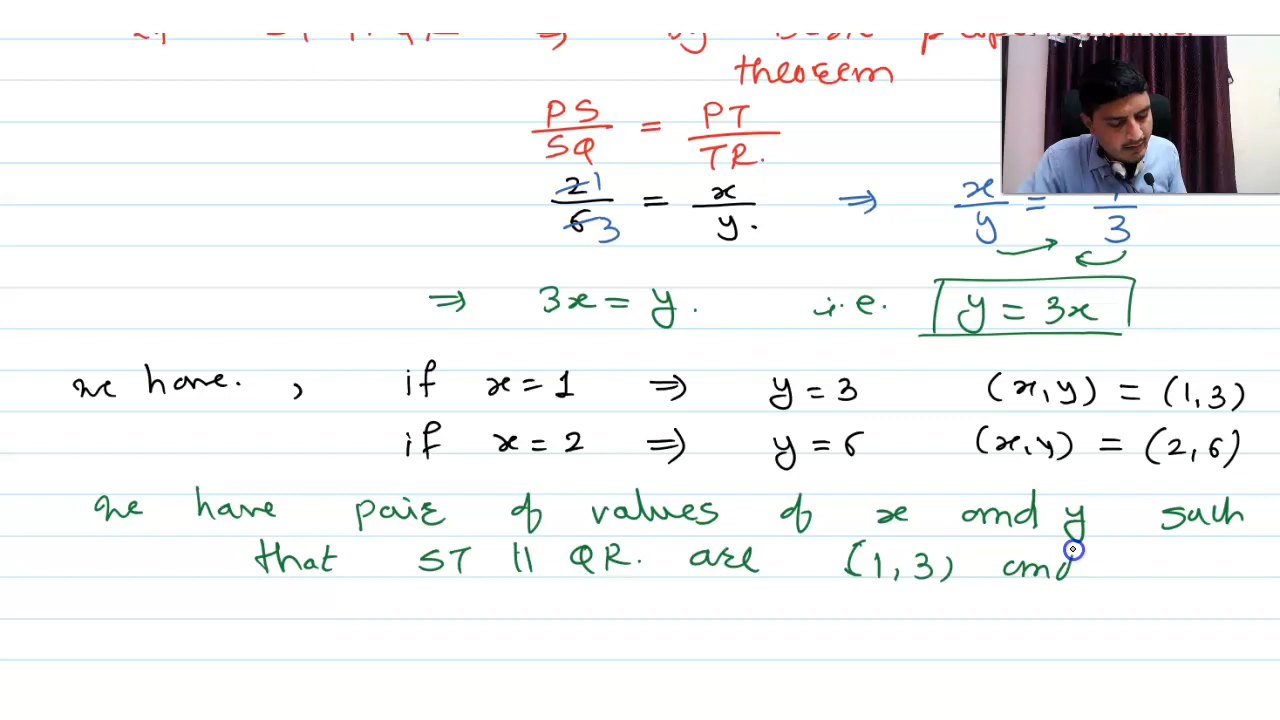 theorem
PS/SQ = PT/TR.
2 1/6 3 = x/y. ⇒ x/y = /3
⇒ 3x = y. i.e. y = 3x
we have. , if x = 1 ⇒ y = 3 (x, y) = (1, 3)
if x = 2 ⇒ y = 6 (x, y) = (2, 6)
we have pair of values of x and y such
that ST || QR. are (1, 3) and